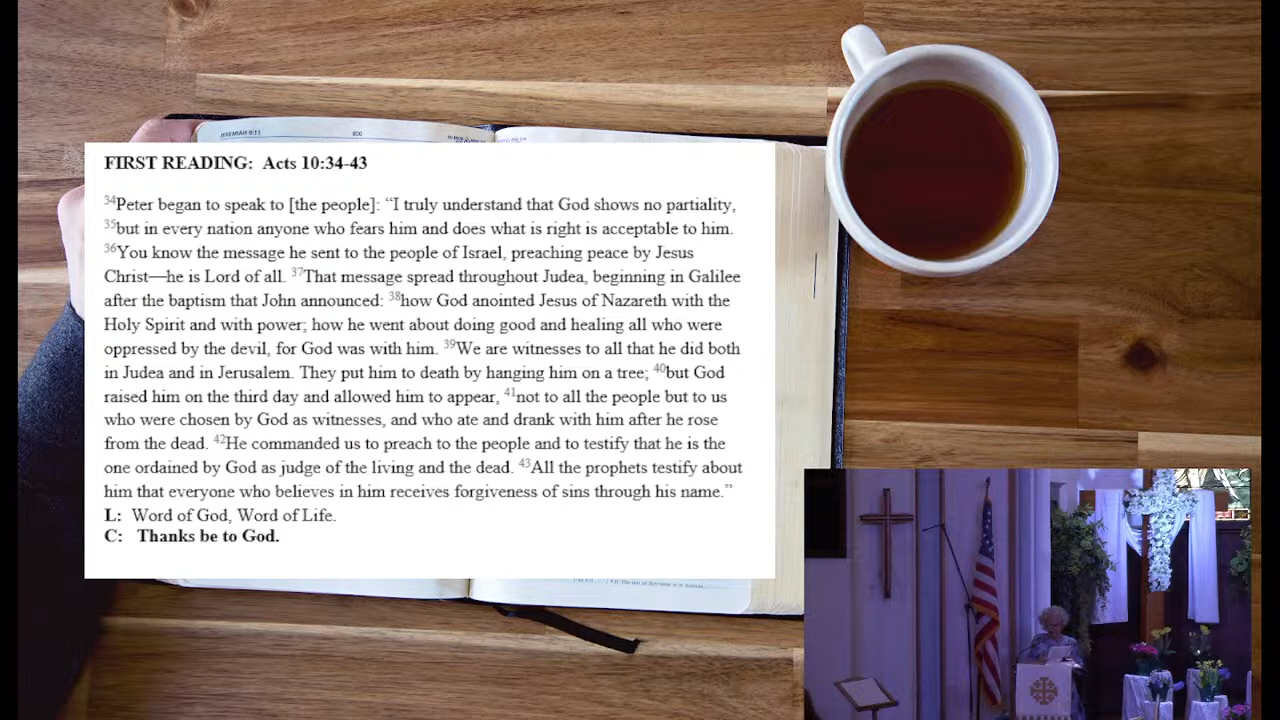 JEREMIAH 9:11
800
FIRST READING:  Acts 10:34-43
³⁴Peter began to speak to [the people]: “I truly understand that God shows no partiality,
³⁵but in every nation anyone who fears him and does what is right is acceptable to him.
³⁶You know the message he sent to the people of Israel, preaching peace by Jesus
Christ—he is Lord of all. ³⁷That message spread throughout Judea, beginning in Galilee
after the baptism that John announced: ³⁸how God anointed Jesus of Nazareth with the
Holy Spirit and with power; how he went about doing good and healing all who were
oppressed by the devil, for God was with him. ³⁹We are witnesses to all that he did both
in Judea and in Jerusalem. They put him to death by hanging him on a tree; ⁴⁰but God
raised him on the third day and allowed him to appear, ⁴¹not to all the people but to us
who were chosen by God as witnesses, and who ate and drank with him after he rose
from the dead. ⁴²He commanded us to preach to the people and to testify that he is the
one ordained by God as judge of the living and the dead. ⁴³All the prophets testify about
him that everyone who believes in him receives forgiveness of sins through his name.”
L:  Word of God, Word of Life.
C:  Thanks be to God.